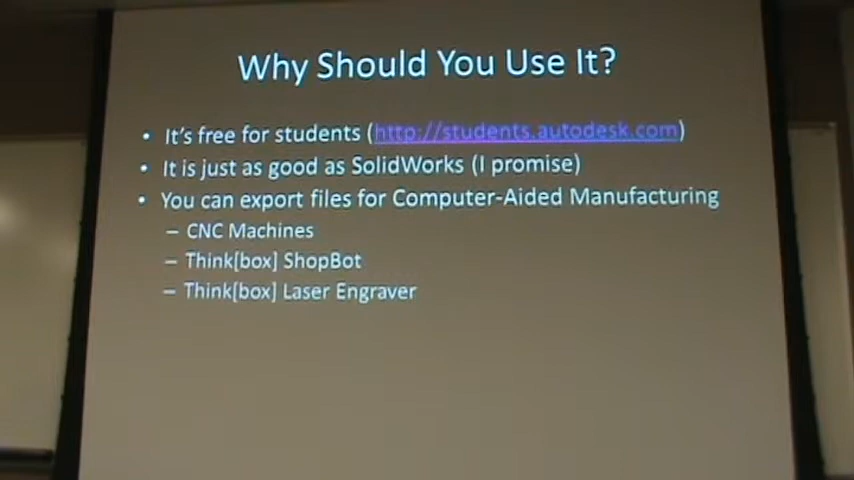 Why Should You Use It?
• It's free for students (http://students.autodesk.com)
• It is just as good as SolidWorks (I promise)
• You can export files for Computer-Aided Manufacturing
– CNC Machines
– Think[box] ShopBot
– Think[box] Laser Engraver